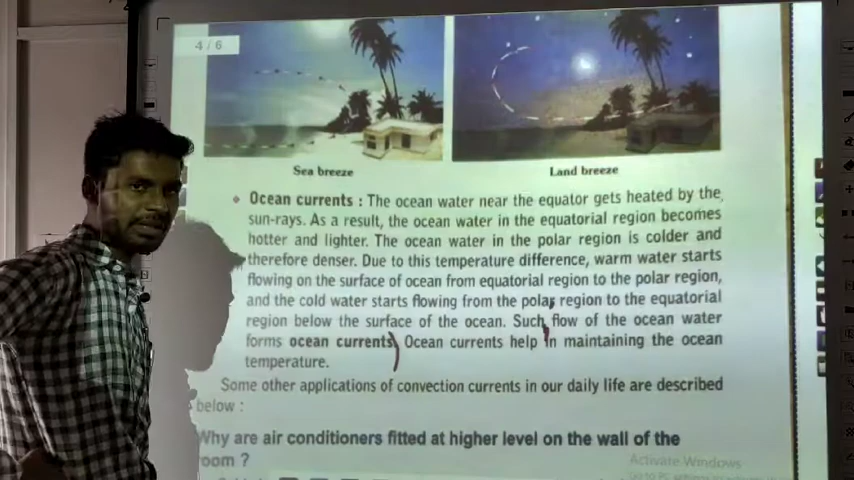 4 / 6
Sea breeze
Land breeze
Ocean currents : The ocean water near the equator gets heated by the
sun-rays. As a result, the ocean water in the equatorial region becomes
hotter and lighter. The ocean water in the polar region is colder and
therefore denser. Due to this temperature difference, warm water starts
flowing on the surface of ocean from equatorial region to the polar region,
and the cold water starts flowing from the polar region to the equatorial
region below the surface of the ocean. Such flow of the ocean water
forms ocean currents. Ocean currents help in maintaining the ocean
temperature.
Some other applications of convection currents in our daily life are described
below :
Why are air conditioners fitted at higher level on the wall of the
room ?
Activate Windows